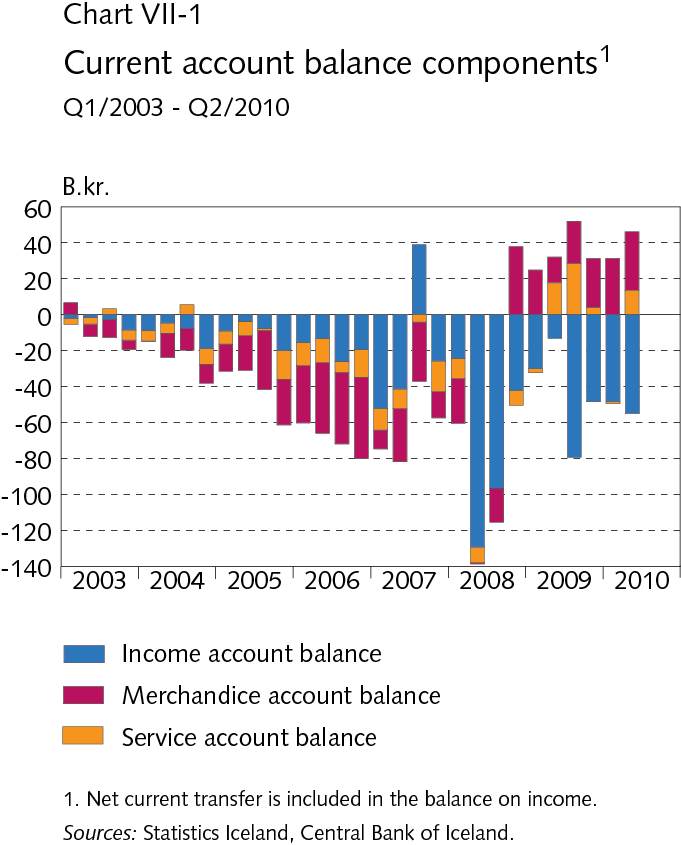 Chart VII-1
Current account balance components¹
Q1/2003 - Q2/2010
B.kr.
60
40
20
0
-20
-40
-60
-80
-100
-120
-140
2003 2004 2005 2006 2007 2008 2009 2010
Income account balance
Merchandice account balance
Service account balance
1. Net current transfer is included in the balance on income.
Sources: Statistics Iceland, Central Bank of Iceland.